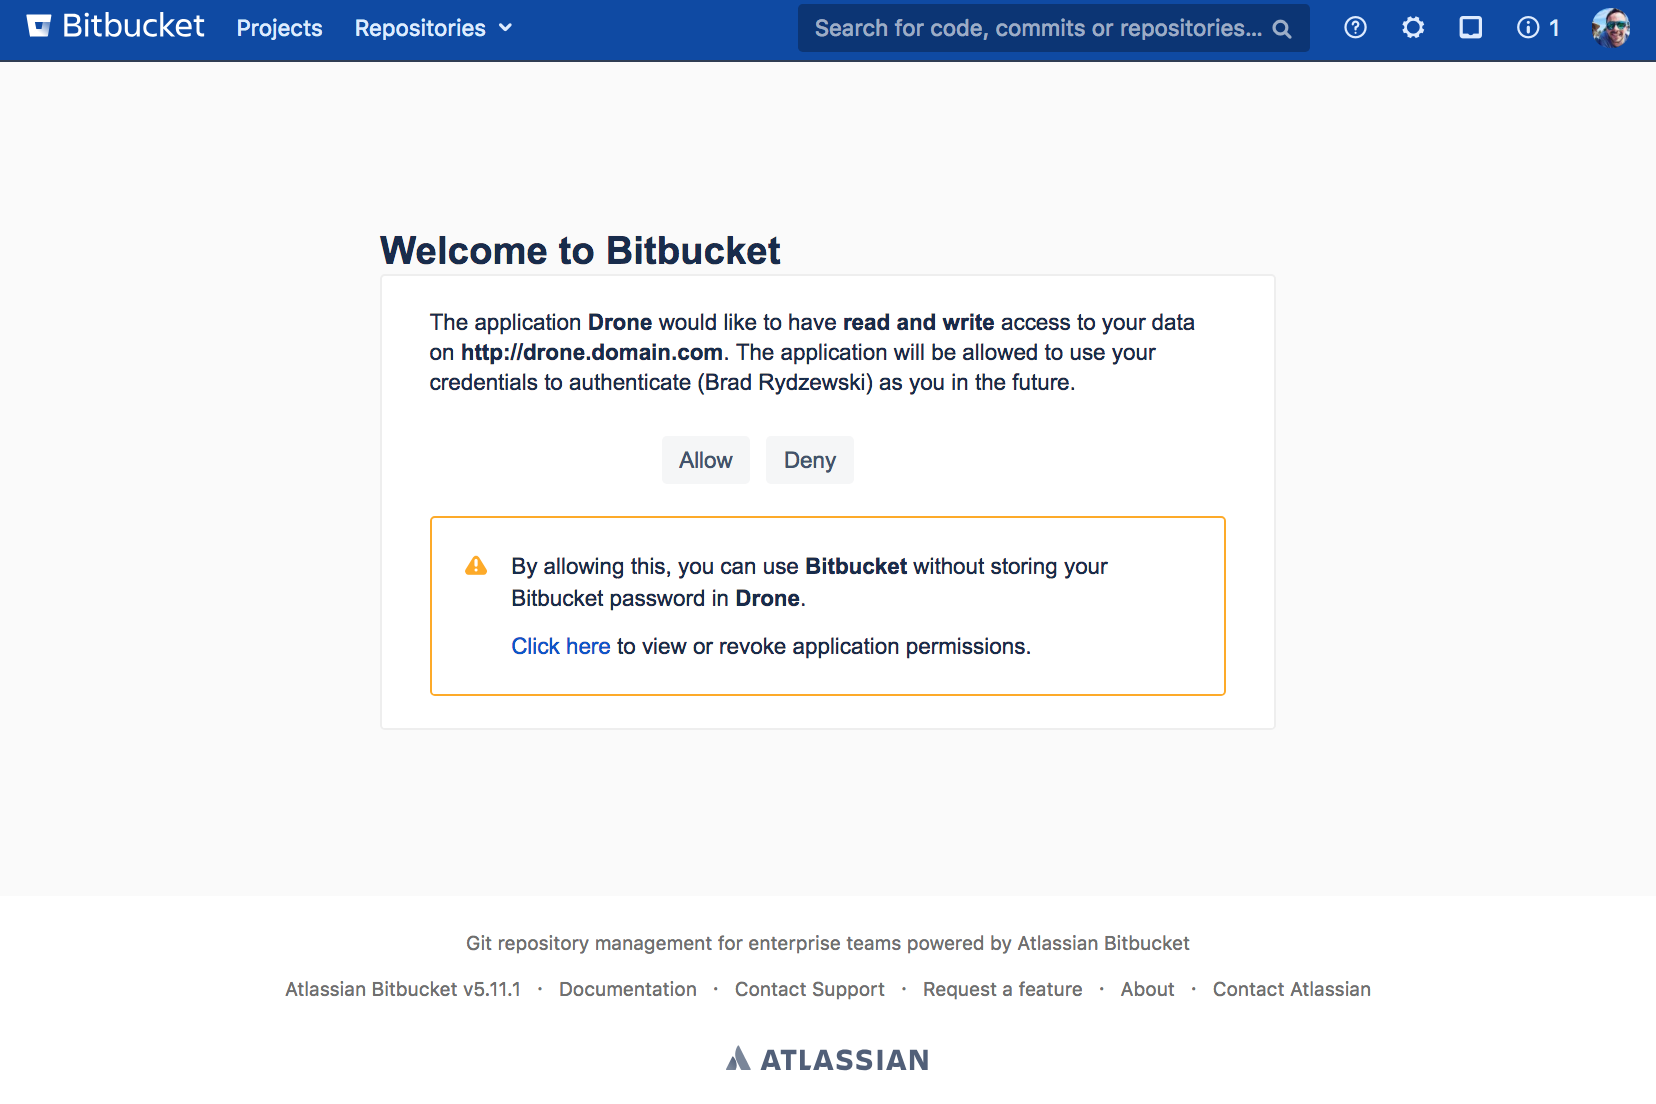 Bitbucket Projects Repositories Search for code, commits or repositories... 1
Welcome to Bitbucket
The application Drone would like to have read and write access to your data
on http://drone.domain.com. The application will be allowed to use your
credentials to authenticate (Brad Rydzewski) as you in the future.
Allow Deny
By allowing this, you can use Bitbucket without storing your
Bitbucket password in Drone.
Click here to view or revoke application permissions.
Git repository management for enterprise teams powered by Atlassian Bitbucket
Atlassian Bitbucket v5.11.1 · Documentation · Contact Support · Request a feature · About · Contact Atlassian
ATLASSIAN